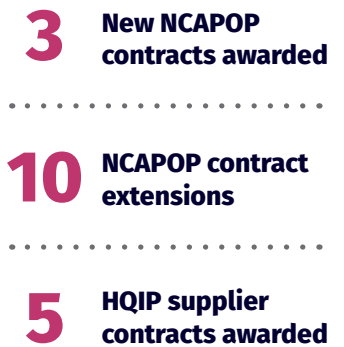 3
New NCAPOP
contracts awarded
10
NCAPOP contract
extensions
5
HQIP supplier
contracts awarded